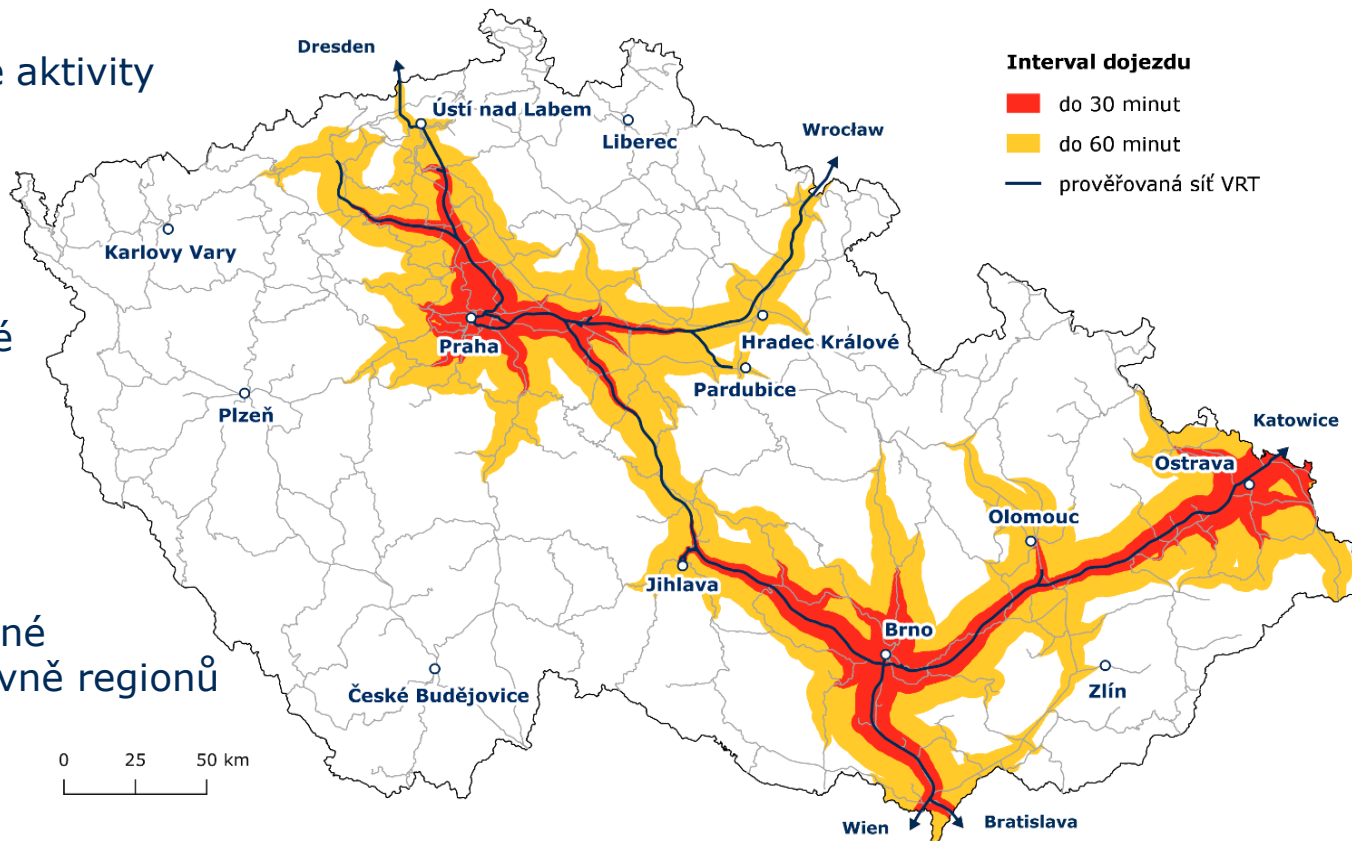 é aktivity
é
né
vně regionů
Interval dojezdu
do 30 minut
do 60 minut
prověřovaná síť VRT
Dresden
Ústí nad Labem
Liberec
Wrocław
Karlovy Vary
Praha
Hradec Králové
Pardubice
Plzeň
Katowice
Ostrava
Olomouc
Jihlava
Brno
Zlín
České Budějovice
0 25 50 km
Wien
Bratislava